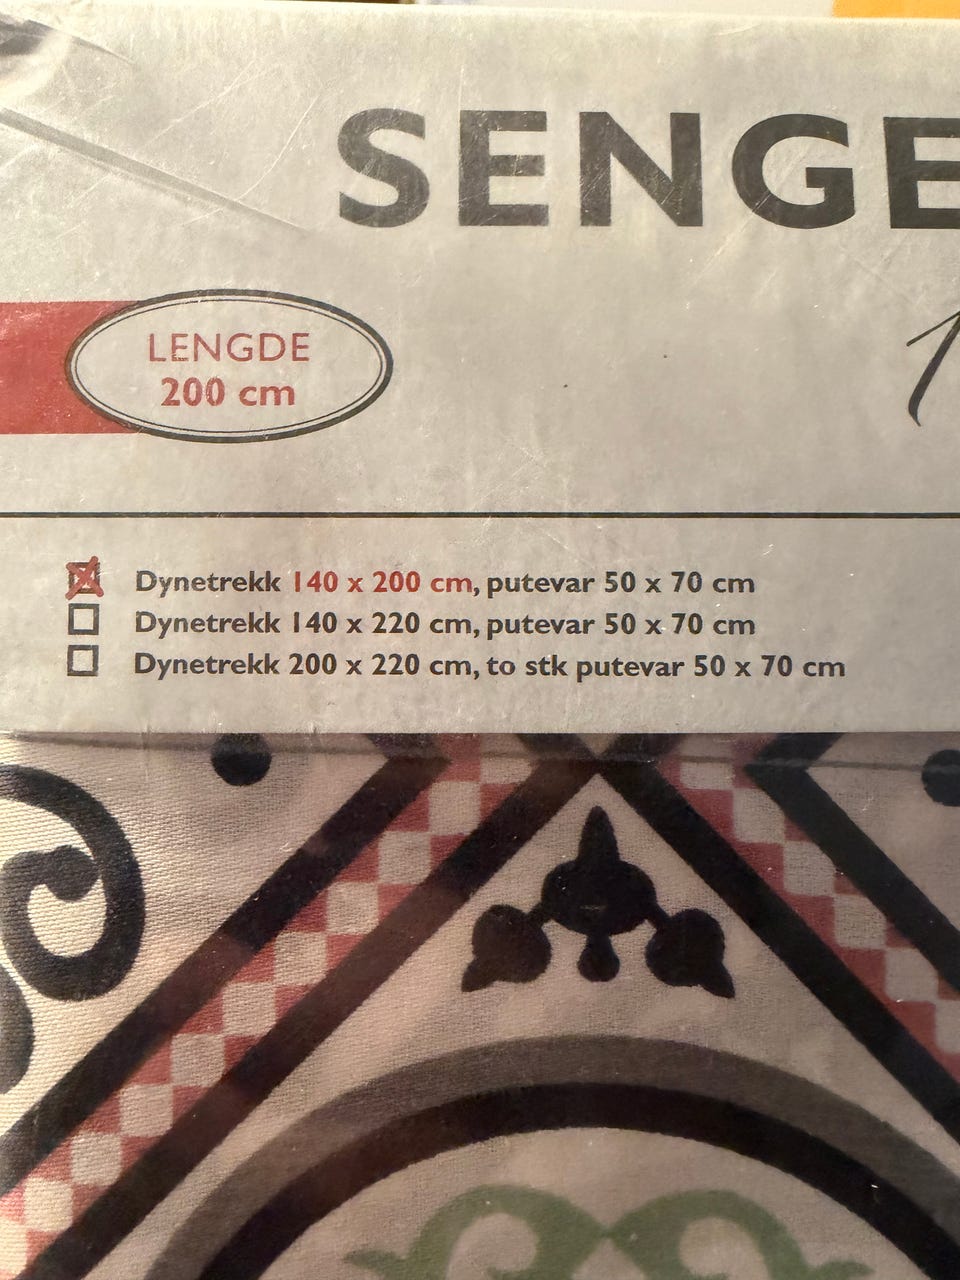 SENGE
LENGDE
200 cm
Dynetrekk 140 x 200 cm, putevar 50 x 70 cm
Dynetrekk 140 x 220 cm, putevar 50 x 70 cm
Dynetrekk 200 x 220 cm, to stk putevar 50 x 70 cm